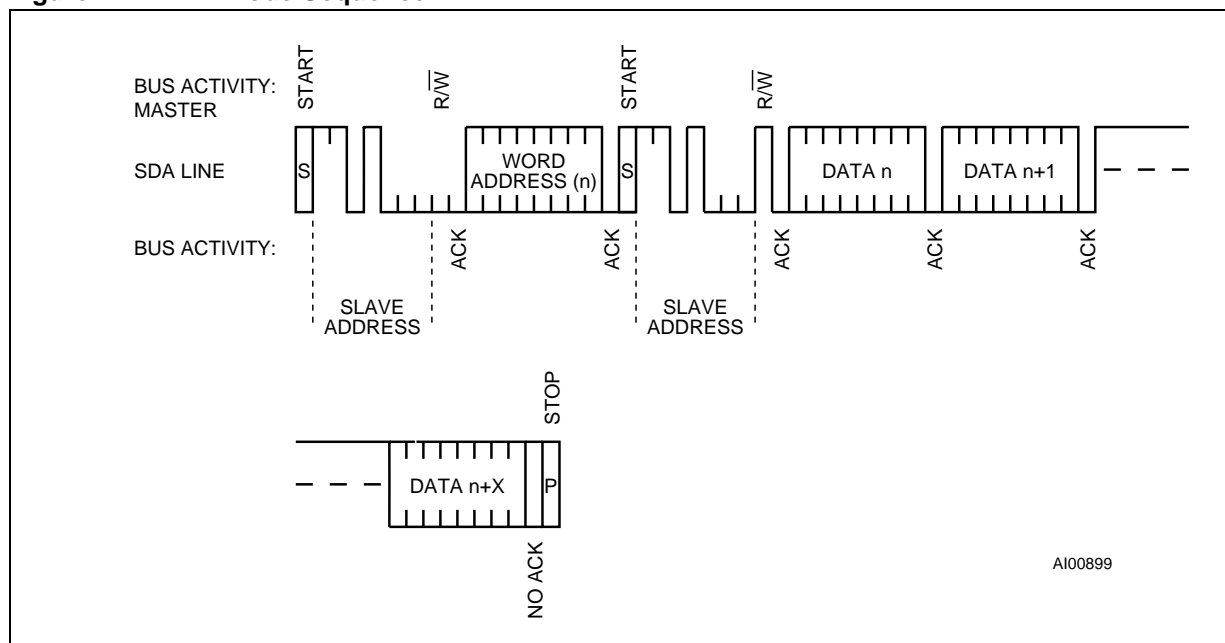 BUS ACTIVITY:
MASTER
START
R/W
START
R/W
SDA LINE
S
WORD
ADDRESS (n)
S
DATA n
DATA n+1
BUS ACTIVITY:
ACK
ACK
ACK
ACK
ACK
SLAVE
ADDRESS
SLAVE
ADDRESS
STOP
DATA n+X
P
NO ACK
AI00899